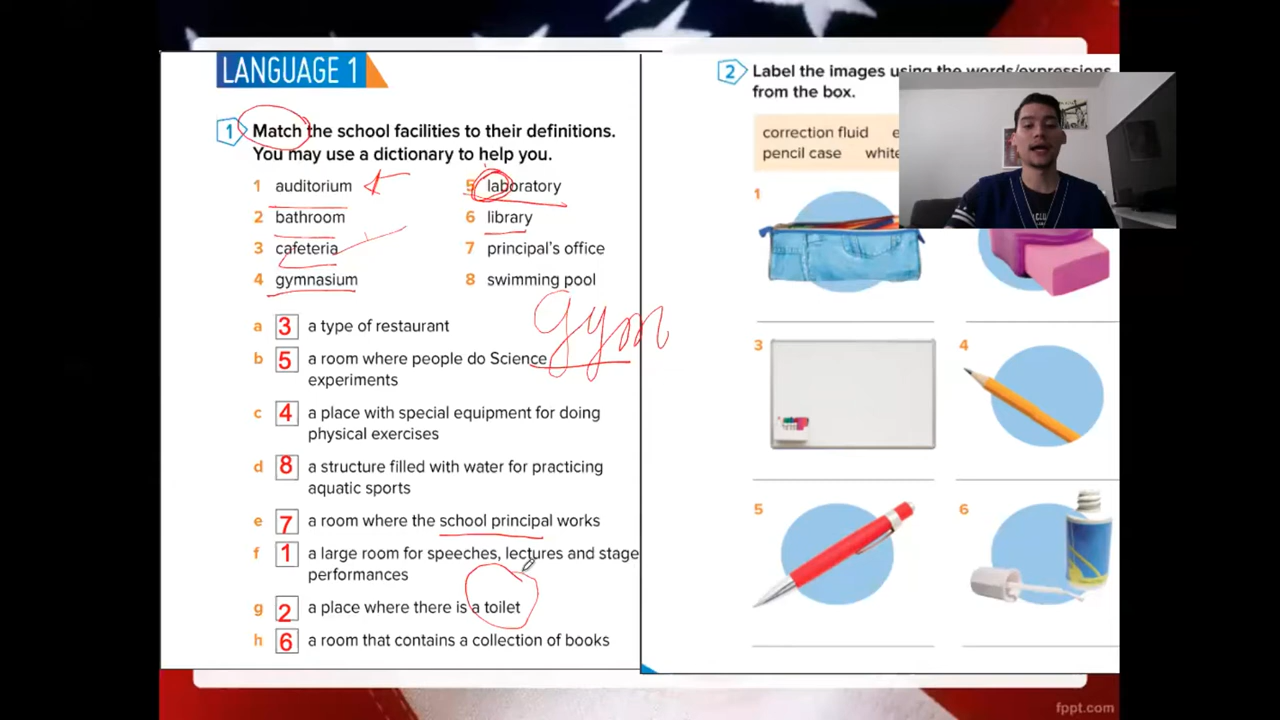 LANGUAGE 1
1 Match the school facilities to their definitions.
You may use a dictionary to help you.
1 auditorium
2 bathroom
3 cafeteria
4 gymnasium
5 laboratory
6 library
7 principal's office
8 swimming pool
gym
a 3 a type of restaurant
b 5 a room where people do Science
experiments
c 4 a place with special equipment for doing
physical exercises
d 8 a structure filled with water for practicing
aquatic sports
e 7 a room where the school principal works
f 1 a large room for speeches, lectures and stage
performances
g 2 a place where there is a toilet
h 6 a room that contains a collection of books
2 Label the images using the words/expressions
from the box.
correction fluid
pencil case
1
3
4
5
6
fppt.com